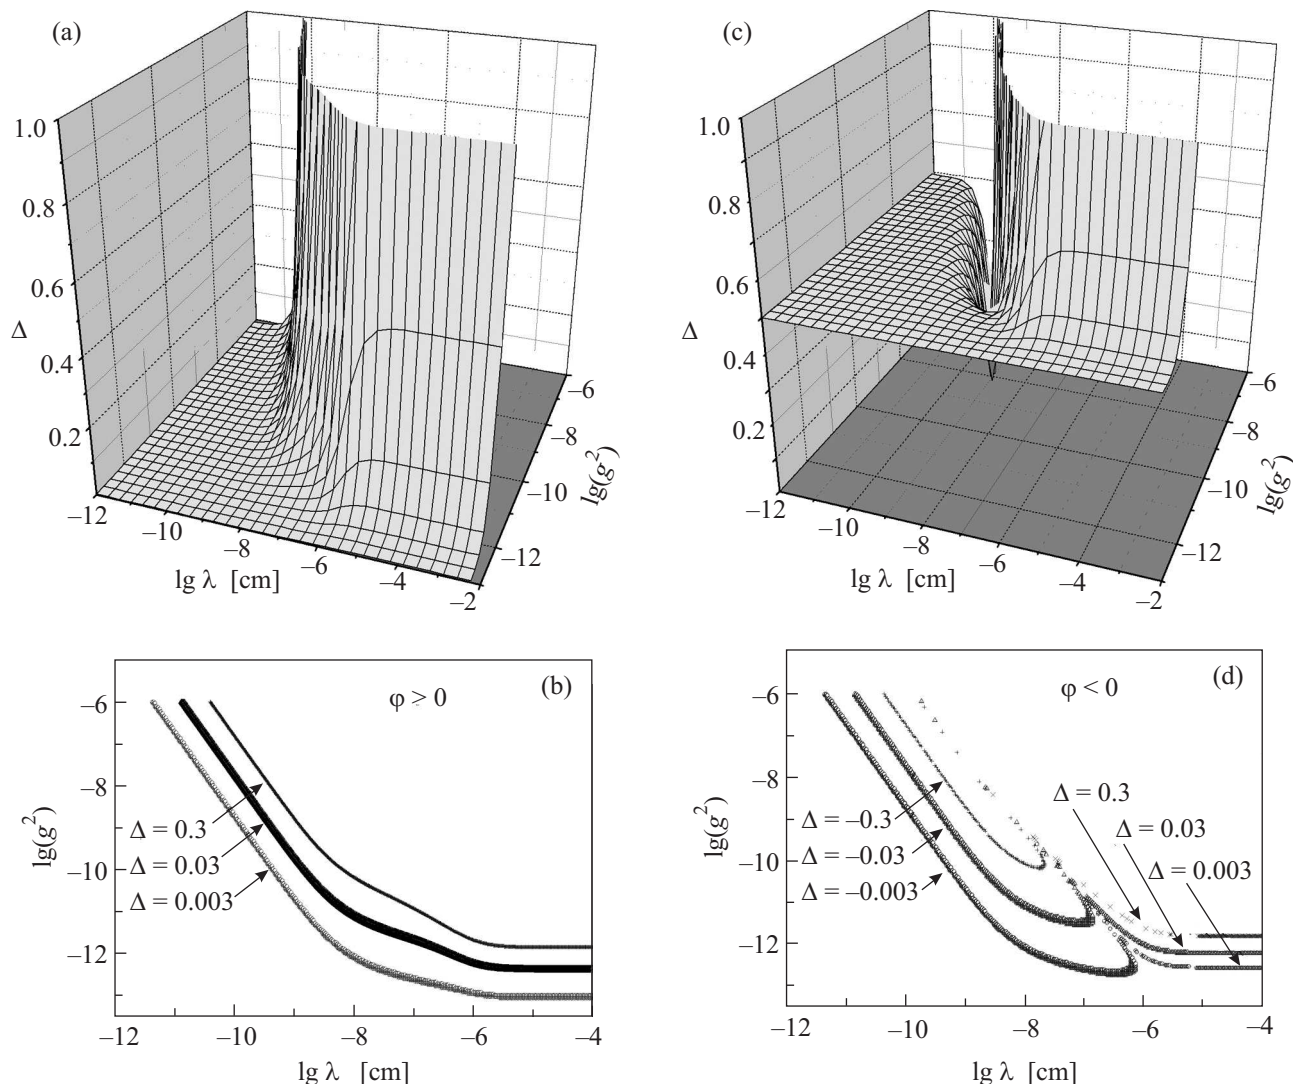 (a)
1.0
0.8
0.6
Δ
0.4
0.2
–12
–10
–8
–6
–4
–2
lg λ [cm]
–6
–8
–10
–12
lg(g²)
(c)
1.0
0.8
0.6
Δ
0.4
0.2
–12
–10
–8
–6
–4
–2
lg λ [cm]
–6
–8
–10
–12
lg(g²)
(b)
φ > 0
–6
–8
–10
–12
lg(g²)
Δ = 0.3
Δ = 0.03
Δ = 0.003
–12
–10
–8
–6
–4
lg λ [cm]
(d)
φ < 0
–6
–8
–10
–12
lg(g²)
Δ = –0.3
Δ = –0.03
Δ = –0.003
Δ = 0.3
Δ = 0.03
Δ = 0.003
–12
–10
–8
–6
–4
lg λ [cm]